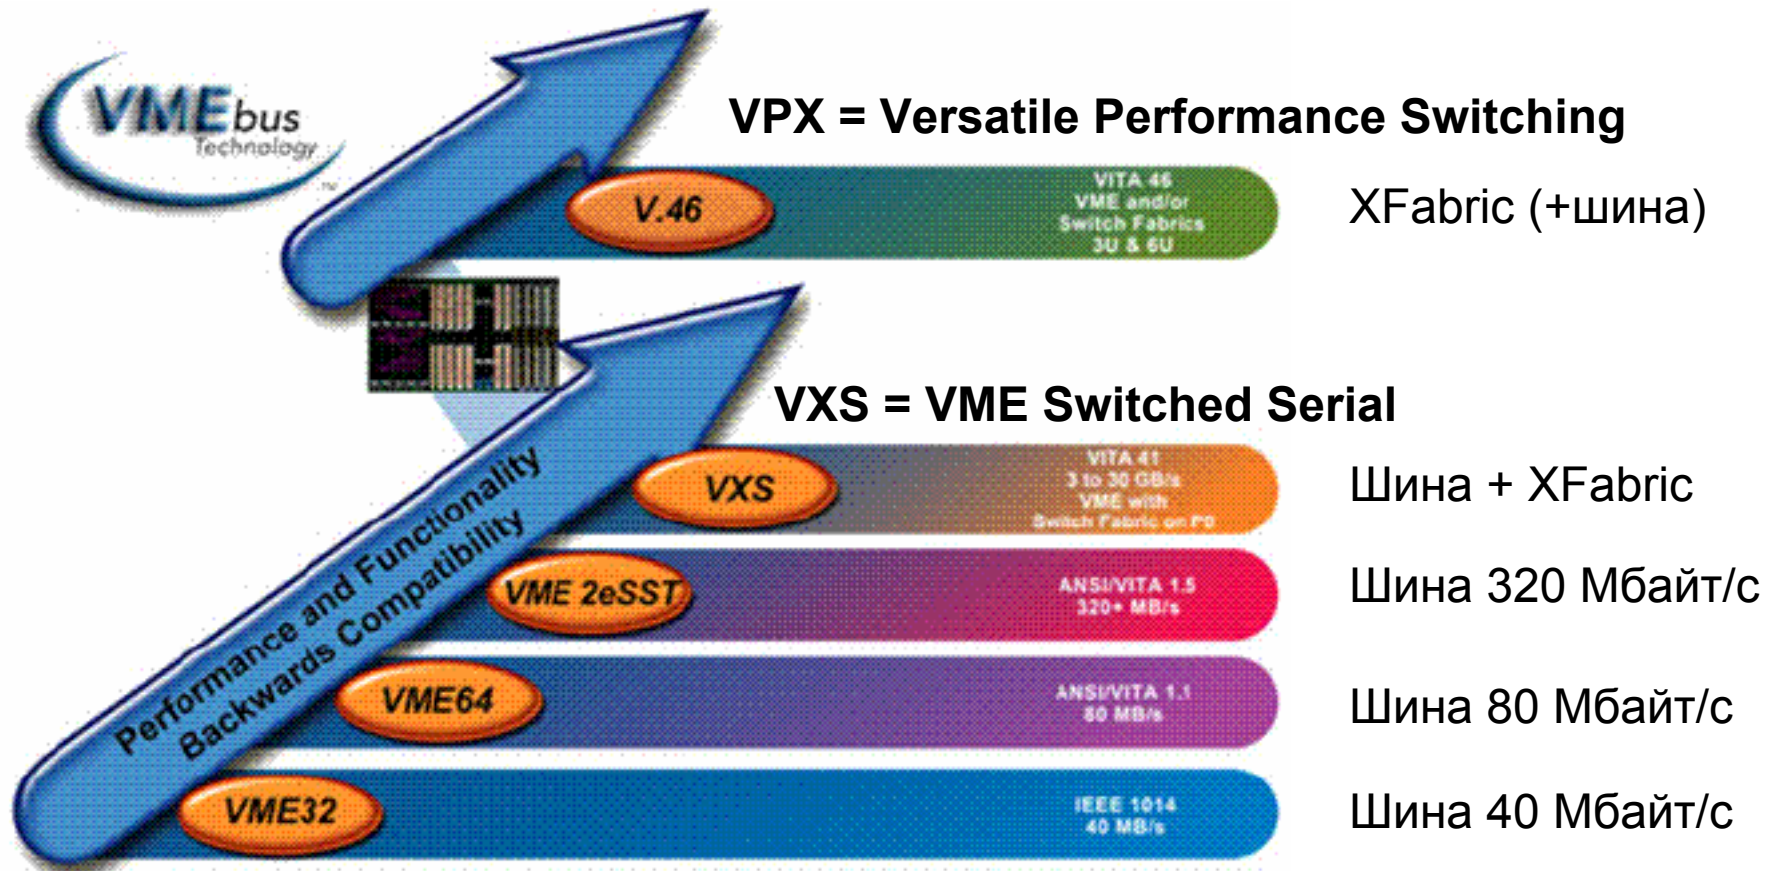 VMEbus
Technology
TM
VPX = Versatile Performance Switching
V.46
VITA 46
VME and/or
Switch Fabrics
3U & 6U
XFabric (+шина)
VXS = VME Switched Serial
VXS
VITA 41
3 to 30 GB/s
VME with
Switch Fabric on P0
Шина + XFabric
Performance and Functionality
Backwards Compatibility
VME 2eSST
ANSI/VITA 1.5
320+ MB/s
Шина 320 Мбайт/с
VME64
ANSI/VITA 1.1
80 MB/s
Шина 80 Мбайт/с
VME32
IEEE 1014
40 MB/s
Шина 40 Мбайт/с